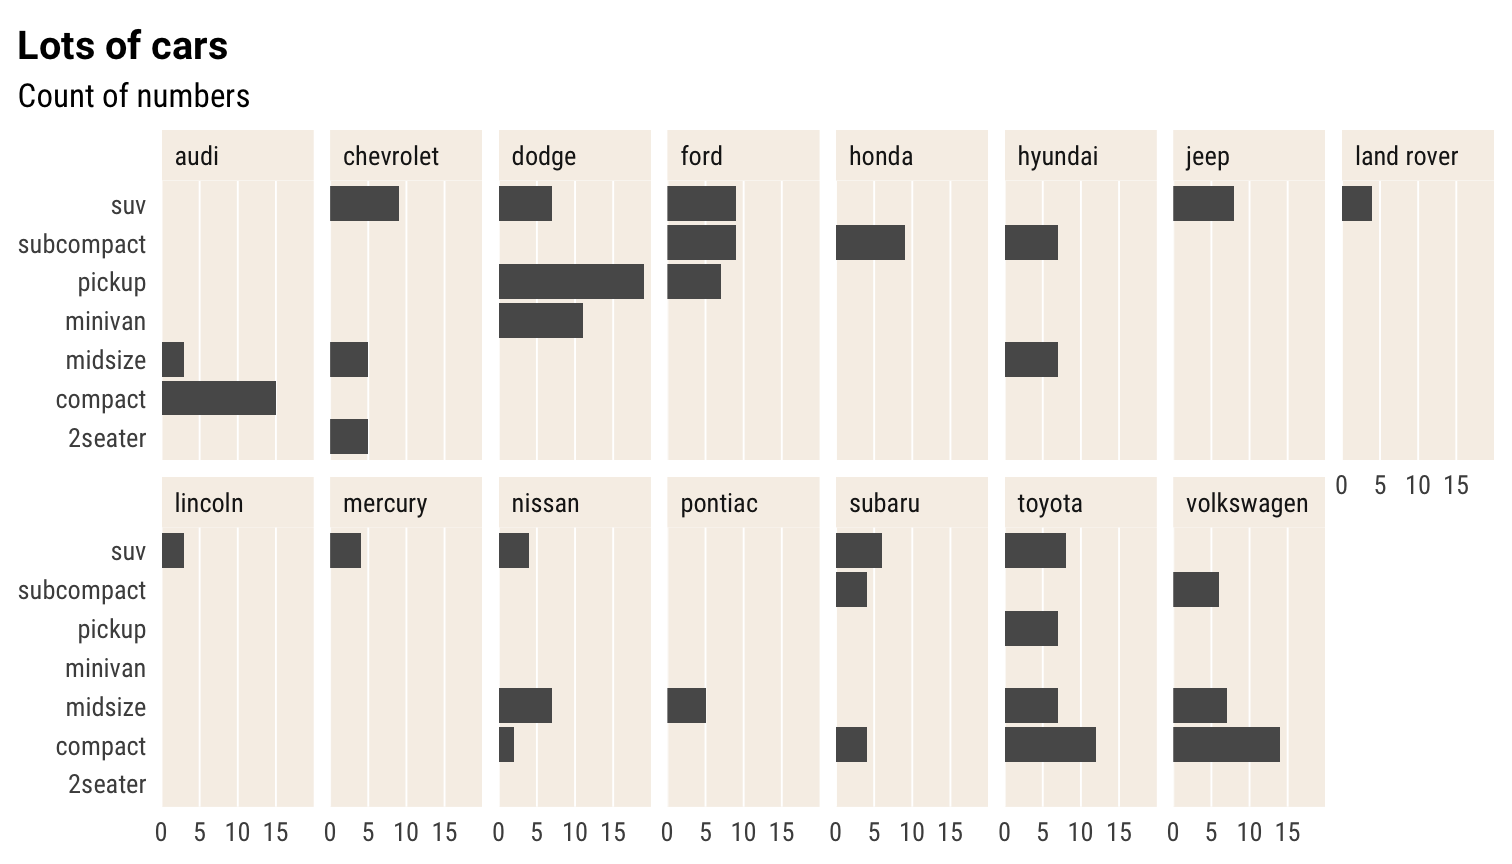 Lots of cars
Count of numbers
audi chevrolet dodge ford honda hyundai jeep land rover
suv
subcompact
pickup
minivan
midsize
compact
2seater
0 5 10 15
lincoln mercury nissan pontiac subaru toyota volkswagen
suv
subcompact
pickup
minivan
midsize
compact
2seater
0 5 10 15 0 5 10 15 0 5 10 15 0 5 10 15 0 5 10 15 0 5 10 15 0 5 10 15